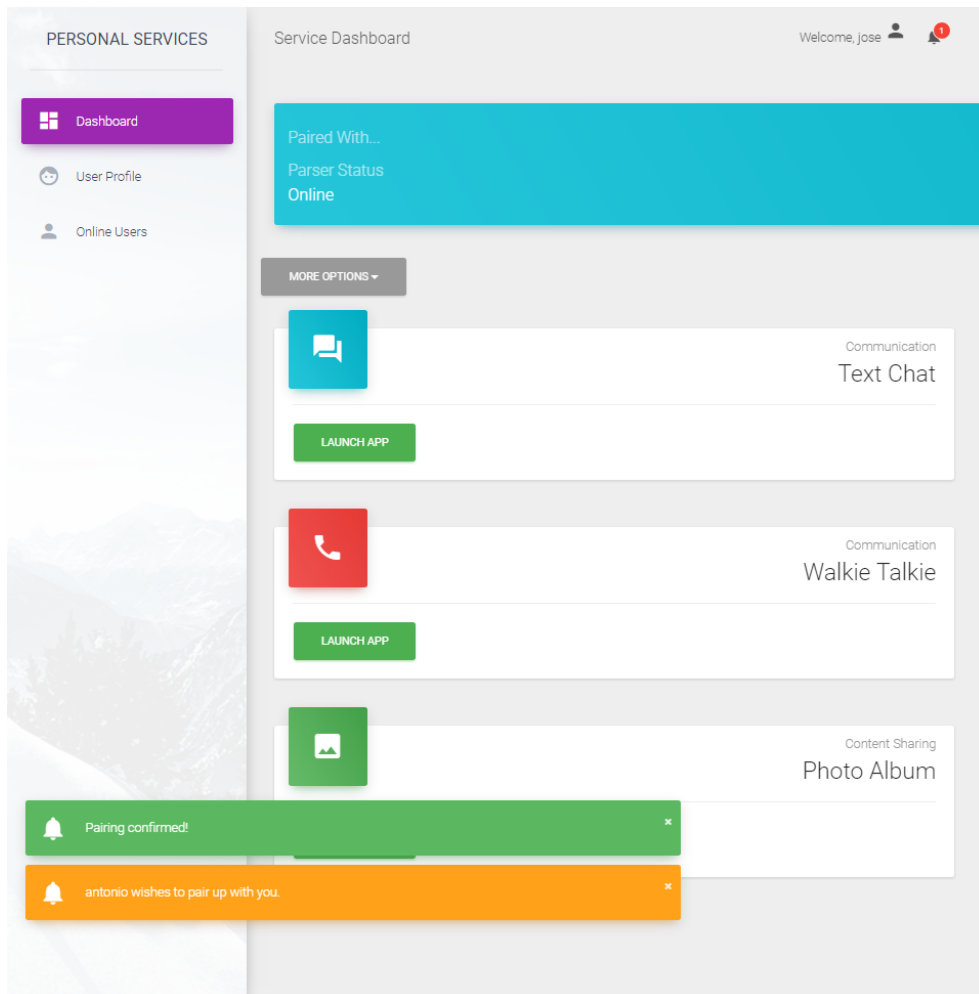 PERSONAL SERVICES
Service Dashboard
Welcome, jose
1
Dashboard
User Profile
Online Users
Paired With...
Parser Status
Online
MORE OPTIONS
Communication
Text Chat
LAUNCH APP
Communication
Walkie Talkie
LAUNCH APP
Content Sharing
Photo Album
Pairing confirmed!
×
antonio wishes to pair up with you.
×